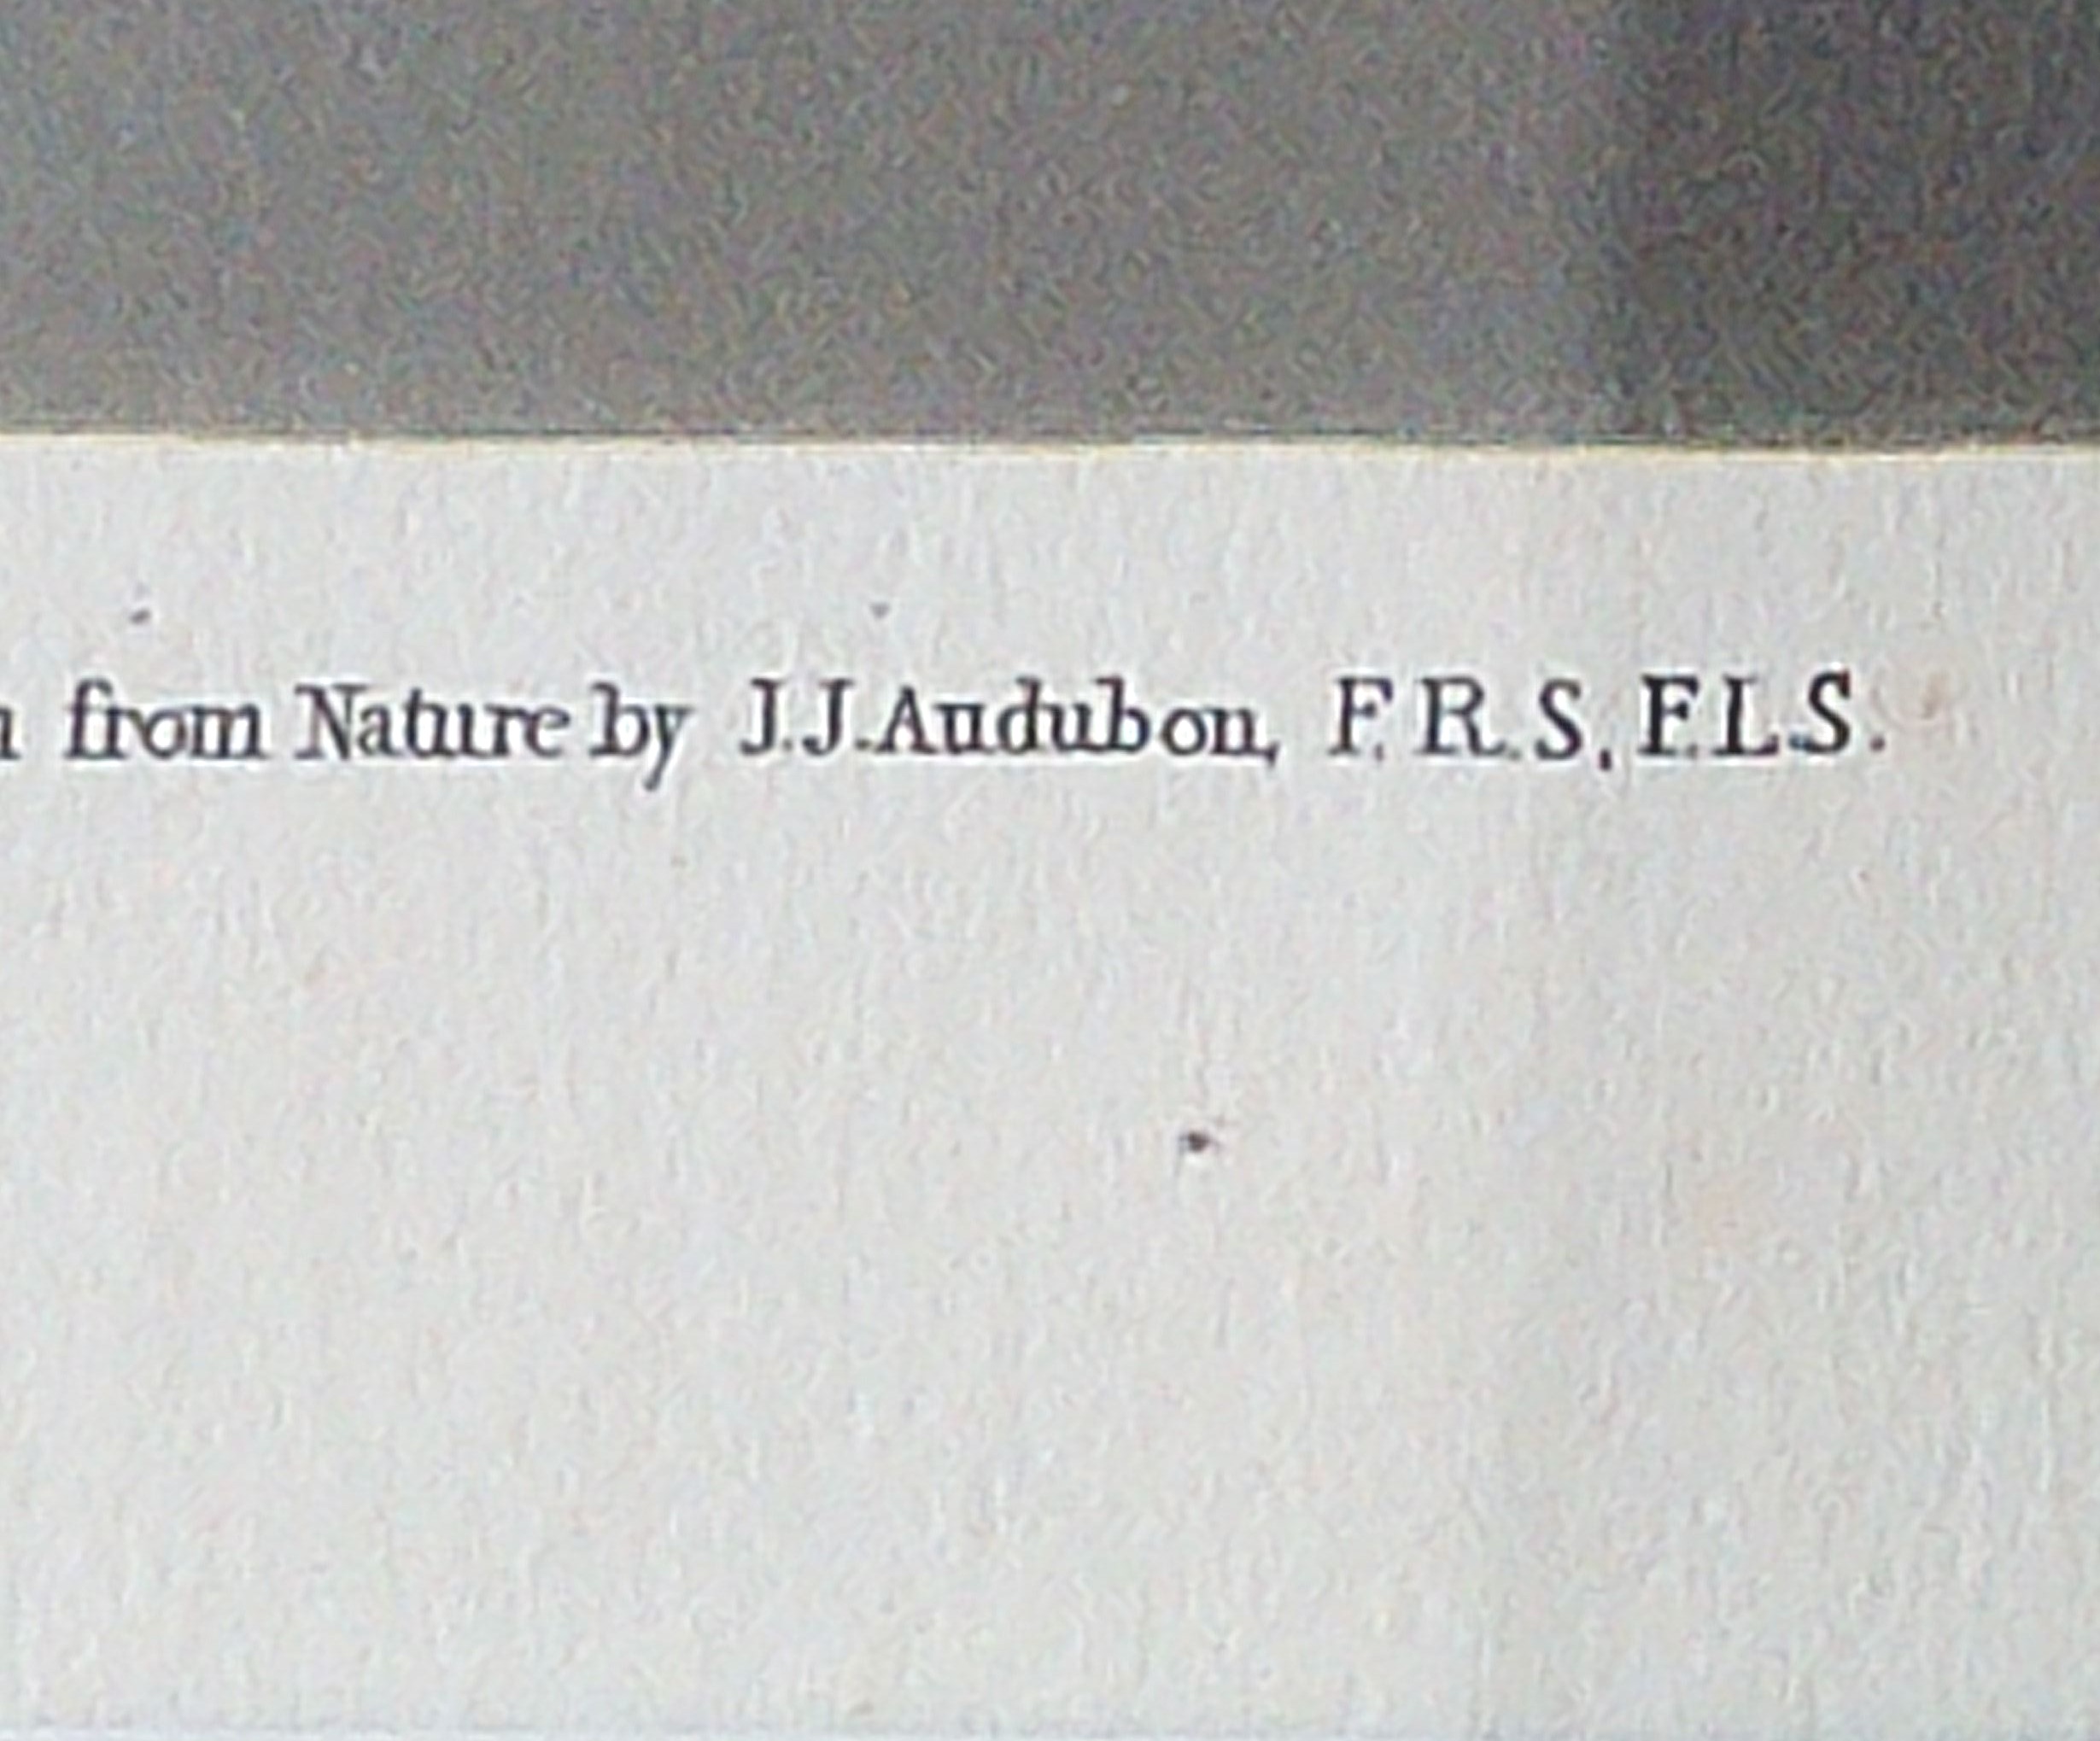 n from Nature by J.J.Audubon, F.R.S, F.L.S.